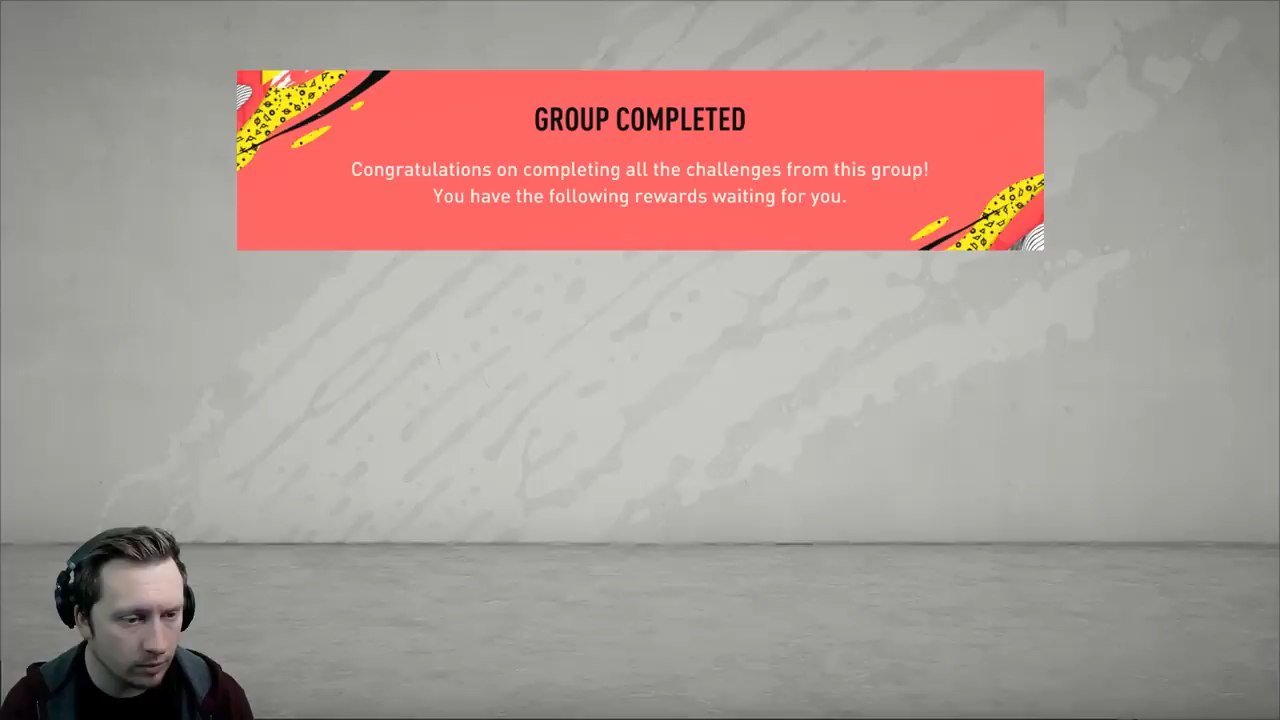 GROUP COMPLETED
Congratulations on completing all the challenges from this group!
You have the following rewards waiting for you.